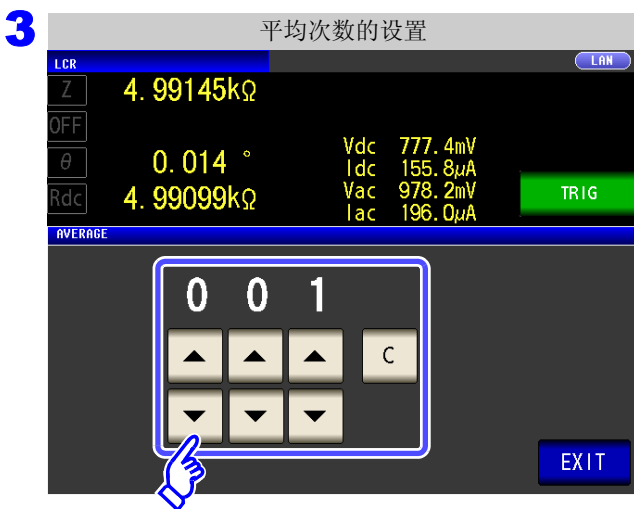 3
平均次数的设置
LCR
LAN
Z 4.99145kΩ
OFF
θ 0.014 °
Rdc 4.99099kΩ
Vdc 777.4mV
Idc 155.8μA
Vac 978.2mV
Iac 196.0μA
TRIG
AVERAGE
0 0 1
C
EXIT